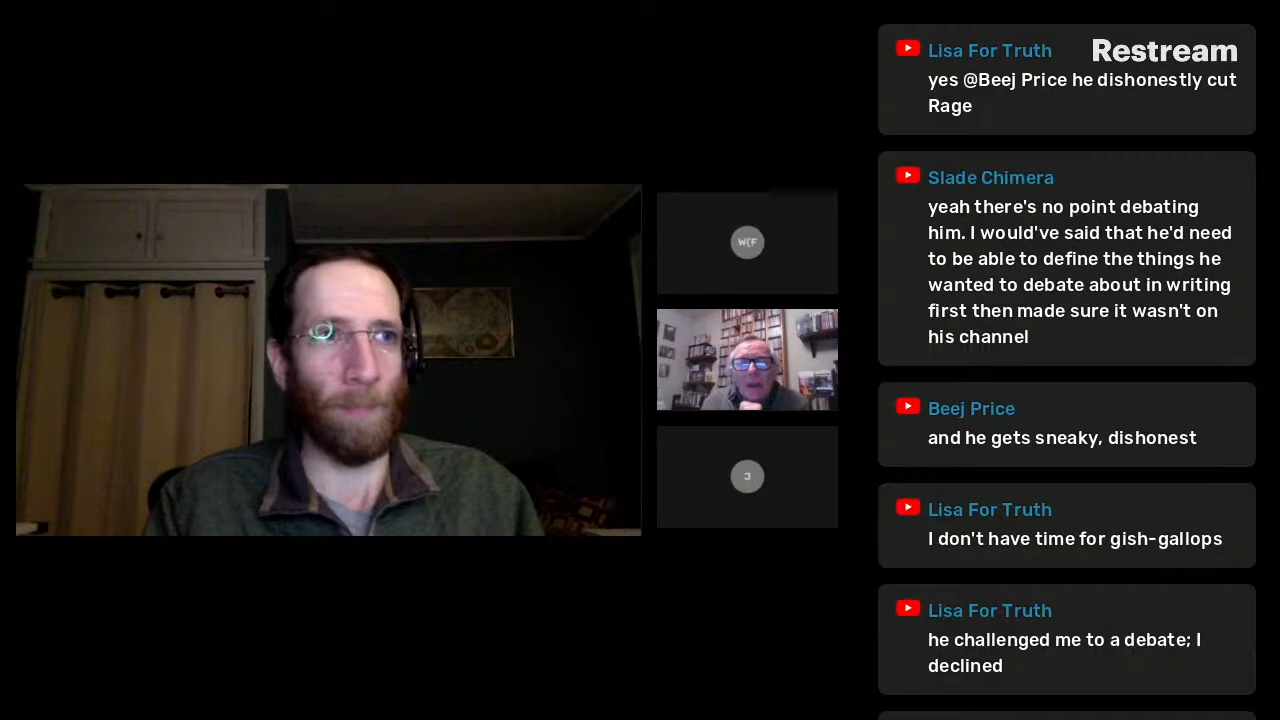 Restream
Lisa For Truth
yes @Beej Price he dishonestly cut
Rage
Slade Chimera
yeah there's no point debating
him. I would've said that he'd need
to be able to define the things he
wanted to debate about in writing
first then made sure it wasn't on
his channel
Beej Price
and he gets sneaky, dishonest
Lisa For Truth
I don't have time for gish-gallops
Lisa For Truth
he challenged me to a debate; I
declined
W(F
J